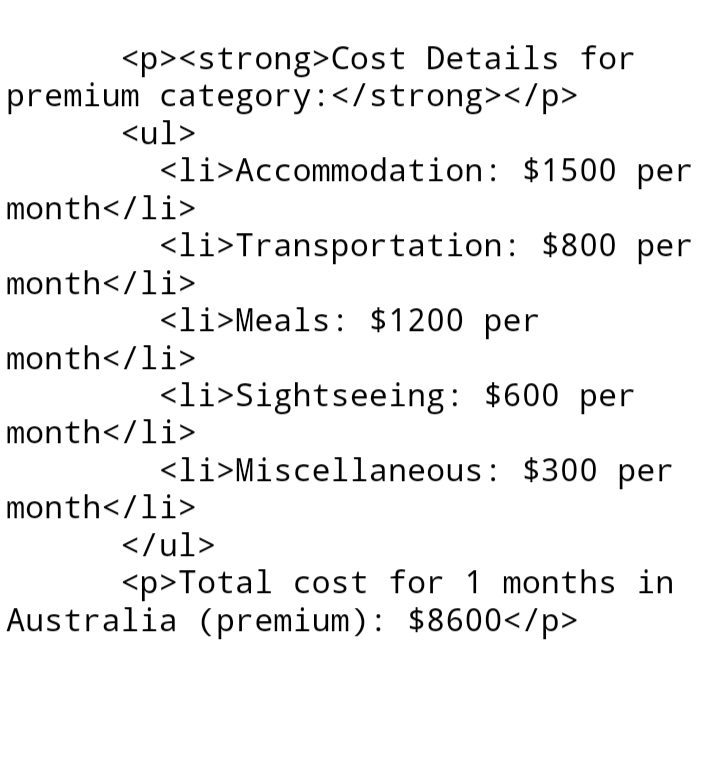 <p><strong>Cost Details for
premium category:</strong></p>
<ul>
<li>Accommodation: $1500 per
month</li>
<li>Transportation: $800 per
month</li>
<li>Meals: $1200 per
month</li>
<li>Sightseeing: $600 per
month</li>
<li>Miscellaneous: $300 per
month</li>
</ul>
<p>Total cost for 1 months in
Australia (premium): $8600</p>